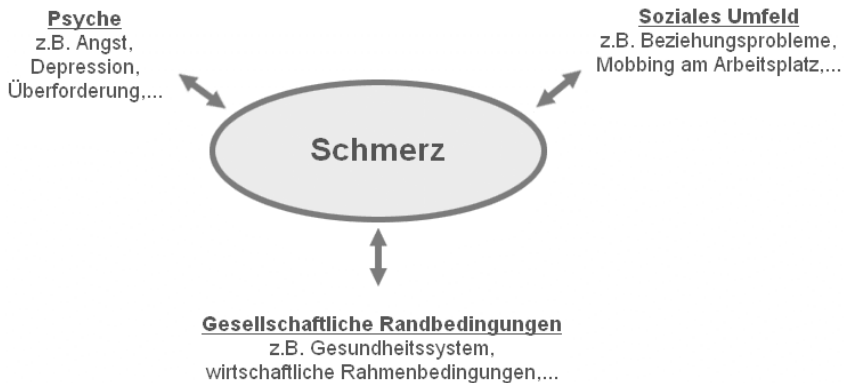 Psyche
z.B. Angst,
Depression,
Überforderung,...
Soziales Umfeld
z.B. Beziehungsprobleme,
Mobbing am Arbeitsplatz,...
Schmerz
Gesellschaftliche Randbedingungen
z.B. Gesundheitssystem,
wirtschaftliche Rahmenbedingungen,...